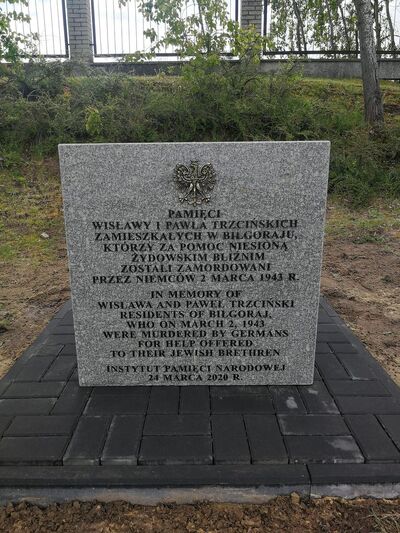 PAMIĘCI
WISŁAWY I PAWŁA TRZCIŃSKICH
ZAMIESZKAŁYCH W BIŁGORAJU,
KTÓRZY ZA POMOC NIESIONĄ
ŻYDOWSKIM BLIŹNIM
ZOSTALI ZAMORDOWANI
PRZEZ NIEMCÓW 2 MARCA 1943 R.
IN MEMORY OF
WISŁAWA AND PAWEŁ TRZCIŃSKI
RESIDENTS OF BIŁGORAJ,
WHO ON MARCH 2, 1943
WERE MURDERED BY GERMANS
FOR HELP OFFERED
TO THEIR JEWISH BRETHREN
INSTYTUT PAMIĘCI NARODOWEJ
24 MARCA 2020 R.